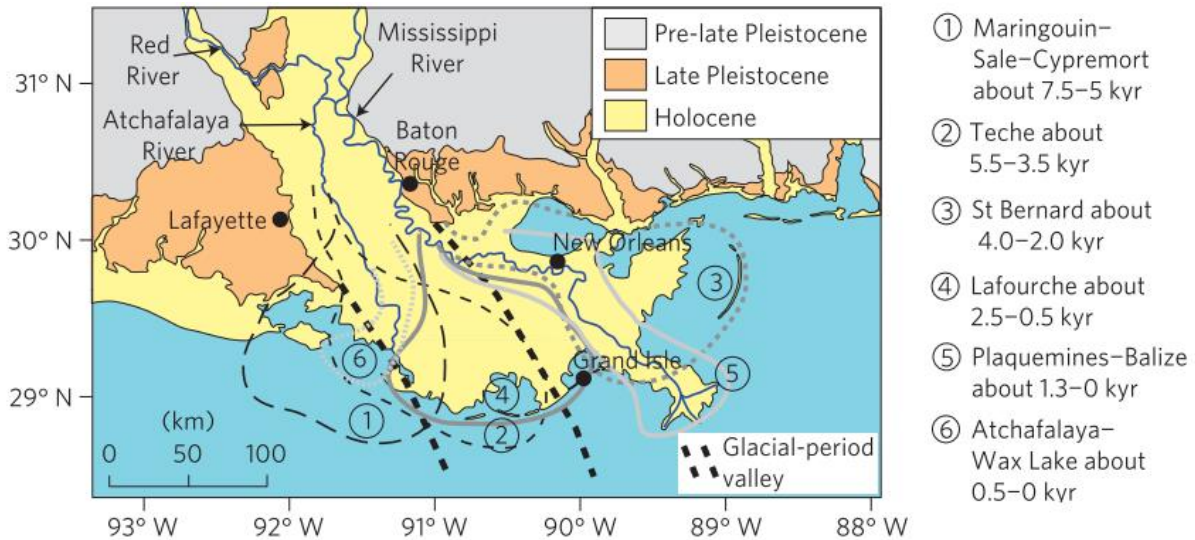 31° N
30° N
29° N
93° W
92° W
91° W
90° W
89° W
88° W
Red
River
Mississippi
River
Atchafalaya
River
Baton
Rouge
Lafayette
New Orleans
Grand Isle
Pre-late Pleistocene
Late Pleistocene
Holocene
1
2
3
4
5
6
(km)
0 50 100
Glacial-period
valley
① Maringouin–
Sale–Cypremort
about 7.5–5 kyr
② Teche about
5.5–3.5 kyr
③ St Bernard about
4.0–2.0 kyr
④ Lafourche about
2.5–0.5 kyr
⑤ Plaquemines–Balize
about 1.3–0 kyr
⑥ Atchafalaya–
Wax Lake about
0.5–0 kyr